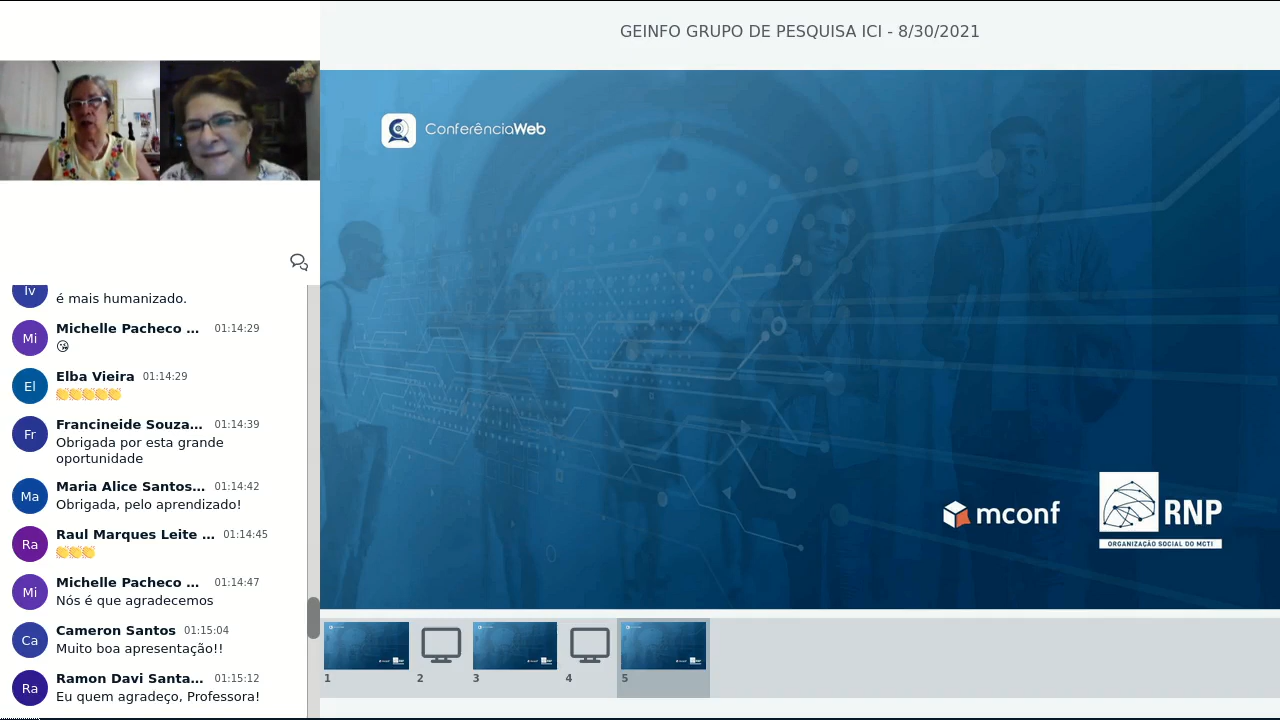 GEINFO GRUPO DE PESQUISA ICI - 8/30/2021
ConferênciaWeb
Iv
é mais humanizado.
Mi
Michelle Pacheco ... 01:14:29
😘
El
Elba Vieira 01:14:29
👏👏👏👏👏
Fr
Francineide Souza... 01:14:39
Obrigada por esta grande
oportunidade
Ma
Maria Alice Santos... 01:14:42
Obrigada, pelo aprendizado!
Ra
Raul Marques Leite ... 01:14:45
👏👏👏
Mi
Michelle Pacheco ... 01:14:47
Nós é que agradecemos
Ca
Cameron Santos 01:15:04
Muito boa apresentação!!
Ra
Ramon Davi Santa... 01:15:12
Eu quem agradeço, Professora!
mconf
RNP
ORGANIZAÇÃO SOCIAL DO MCTI
1
2
3
4
5